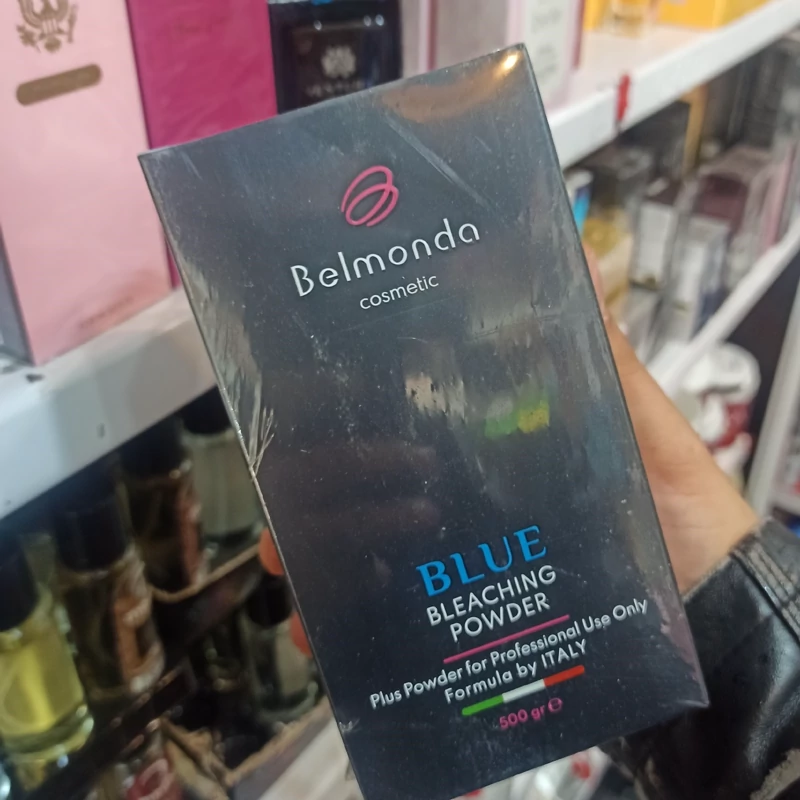 Belmonda
cosmetic
BLUE
BLEACHING
POWDER
Plus Powder for Professional Use Only
Formula by ITALY
500 gr ℮